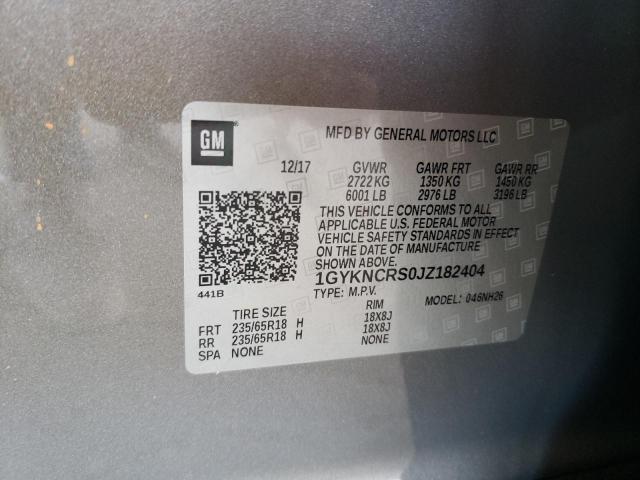 GM
MFD BY GENERAL MOTORS LLC
12/17 GVWR GAWR FRT GAWR RR
2722 KG 1350 KG 1450 KG
6001 LB 2976 LB 3196 LB
THIS VEHICLE CONFORMS TO ALL
APPLICABLE U.S. FEDERAL MOTOR
VEHICLE SAFETY STANDARDS IN EFFECT
ON THE DATE OF MANUFACTURE
SHOWN ABOVE.
1GYKNCRS0JZ182404
441B TYPE: M.P.V. MODEL: 046NH26
TIRE SIZE RIM
FRT 235/65R18 H 18X8J
RR 235/65R18 H 18X8J
SPA NONE NONE